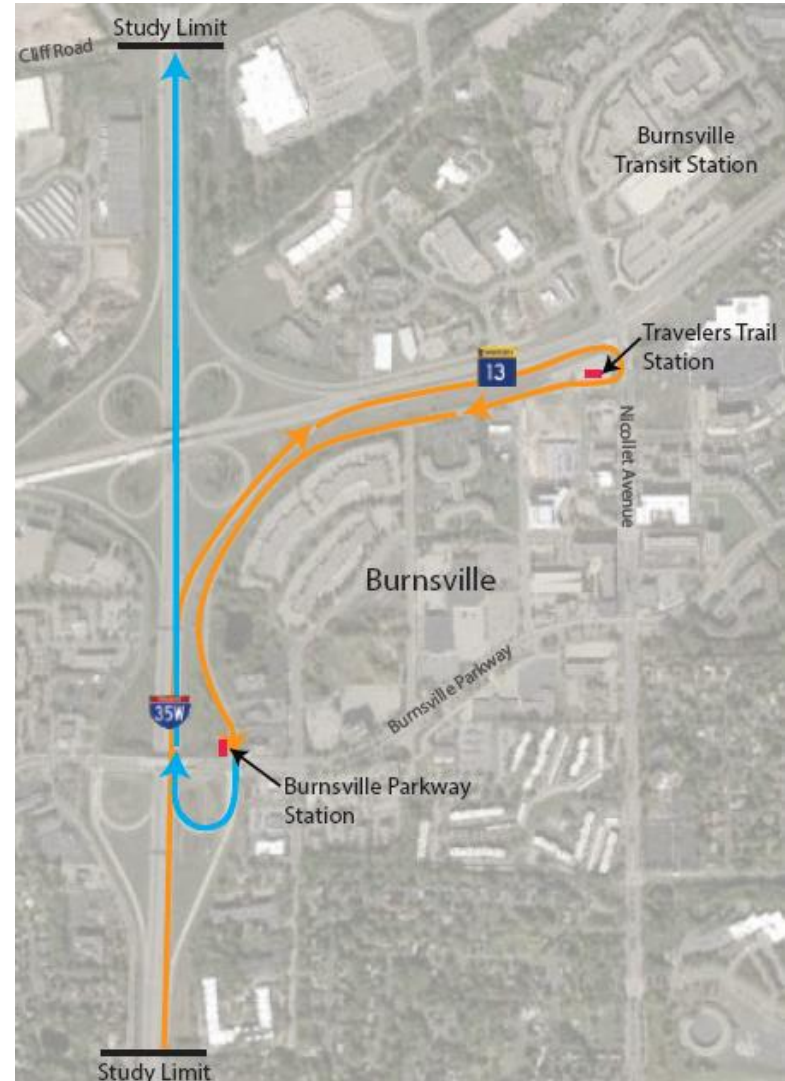 Study Limit
Cliff Road
Burnsville
Transit Station
Travelers Trail
Station
13
Nicollet Avenue
Burnsville
Burnsville Parkway
35W
Burnsville Parkway
Station
Study Limit